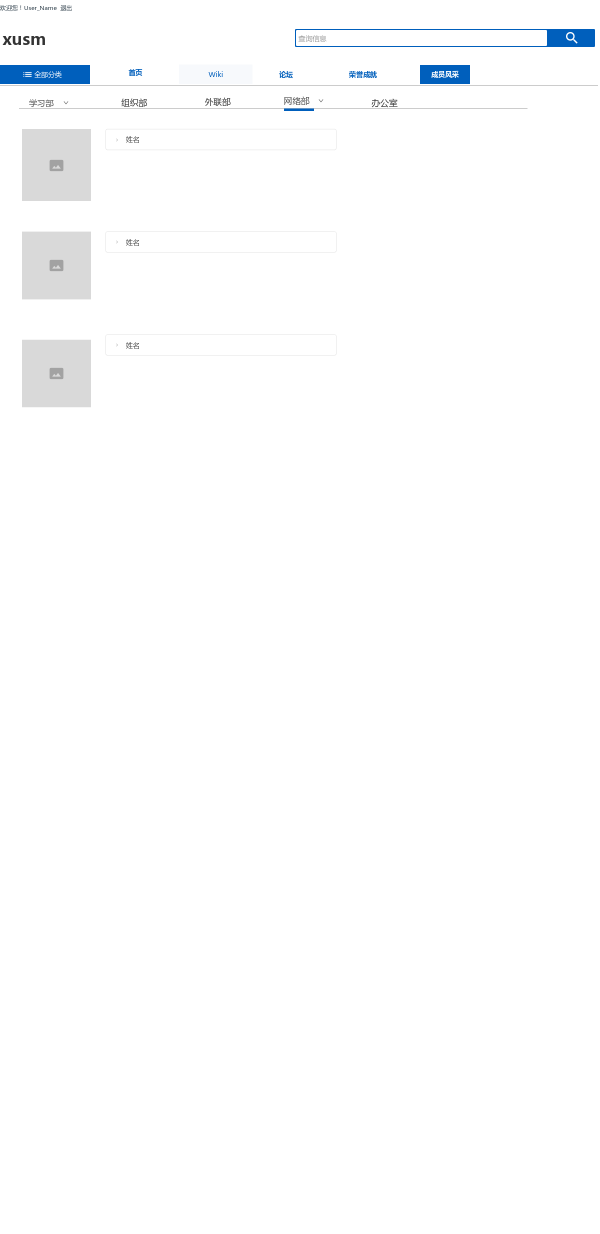 欢迎您！User_Name 退出
xusm
查询信息
全部分类 首页 Wiki 论坛 荣誉成就 成员风采
学习部 组织部 外联部 网络部 办公室
姓名
姓名
姓名